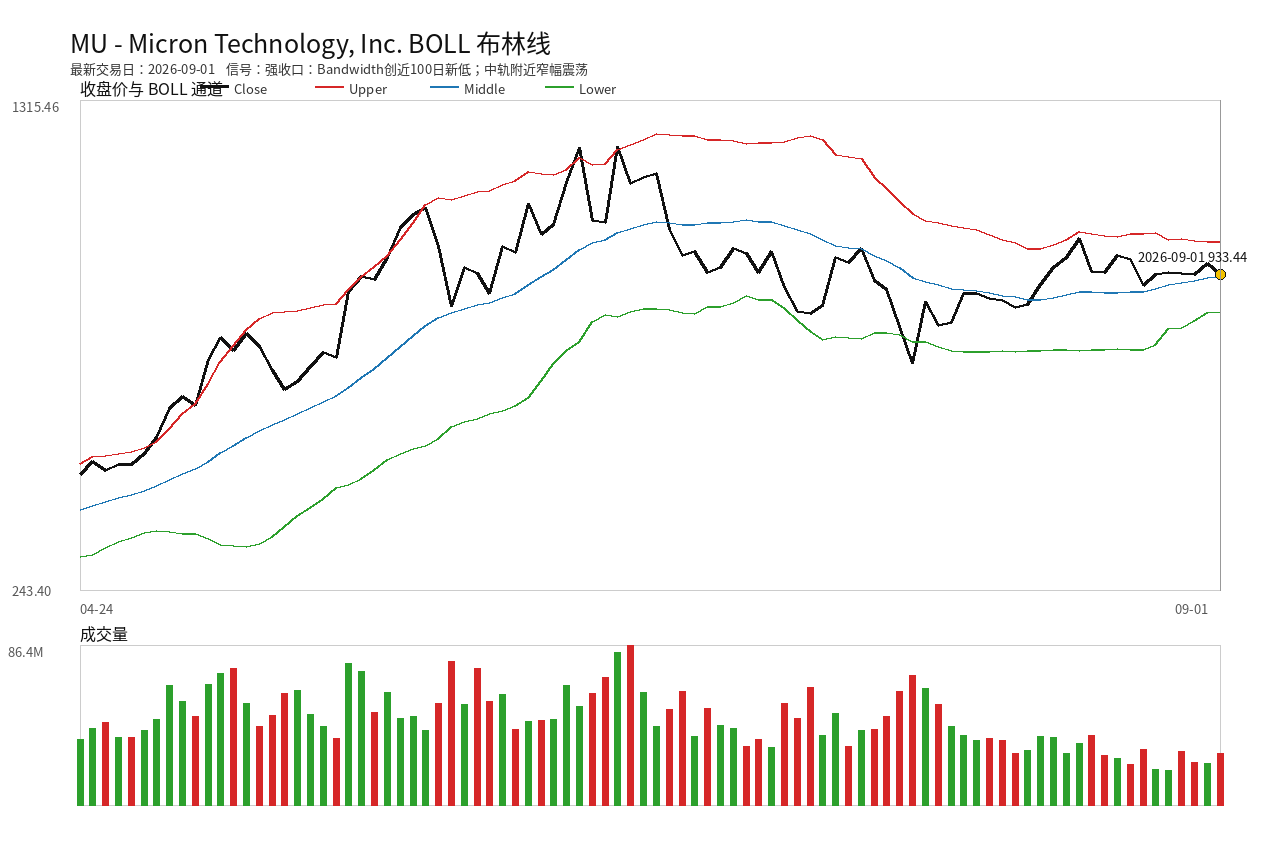 MU - Micron Technology, Inc. BOLL 布林线
最新交易日：2026-09-01 信号：强收口：Bandwidth创近100日新低；中轨附近窄幅震荡
收盘价与 BOLL 通道 Close Upper Middle Lower
1315.46
2026-09-01 933.44
243.40
04-24 09-01
成交量
86.4M